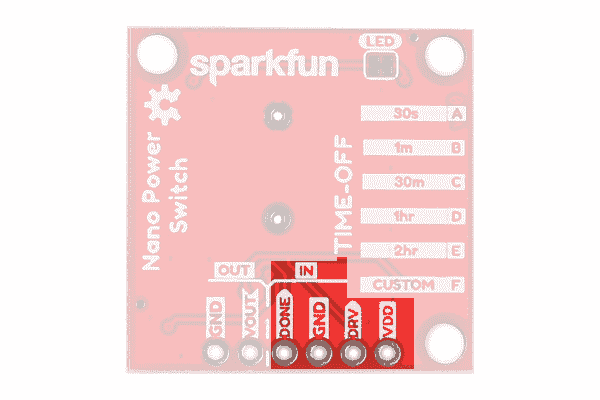 sparkfun
LED
Nano Power
Switch
TIME-OFF
30s A
1m B
30m C
1hr D
2hr E
CUSTOM F
OUT
IN
GND
VOUT
DONE
GND
DRV
VDD